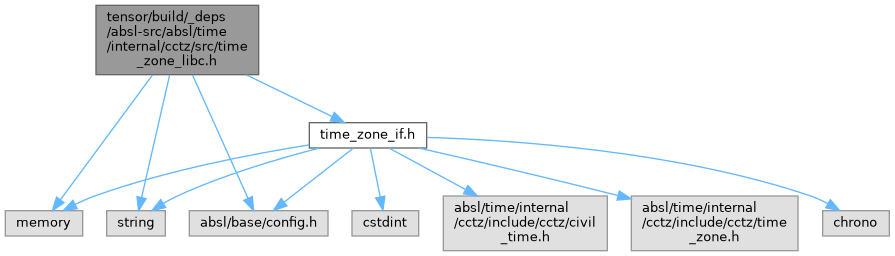 tensor/build/_deps
/absl-src/absl/time
/internal/cctz/src/time
_zone_libc.h
time_zone_if.h
memory
string
absl/base/config.h
cstdint
absl/time/internal
/cctz/include/cctz/civil
_time.h
absl/time/internal
/cctz/include/cctz/time
_zone.h
chrono